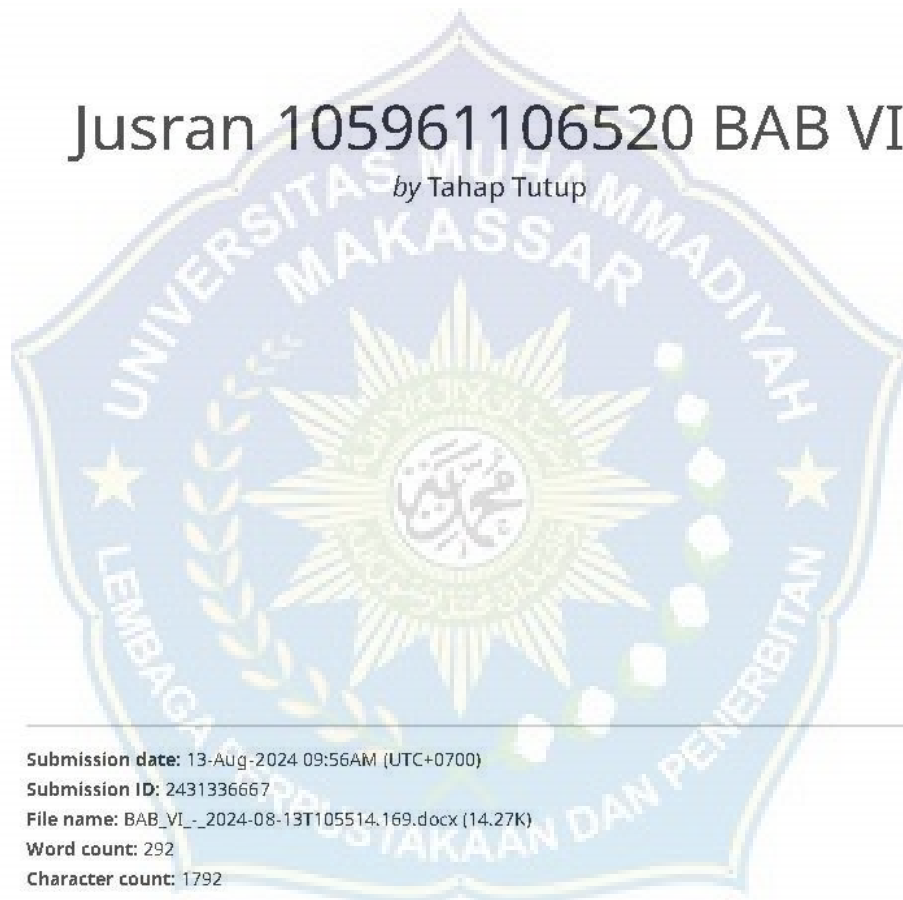 Jusran 105961106520 BAB VI
by Tahap Tutup
UNIVERSITAS MUHAMMADIYAH
MAKASSAR
LEMBAGA PERPUSTAKAAN DAN PENERBITAN
Submission date: 13-Aug-2024 09:56AM (UTC+0700)
Submission ID: 2431336667
File name: BAB_VI_-_2024-08-13T105514.169.docx (14.27K)
Word count: 292
Character count: 1792